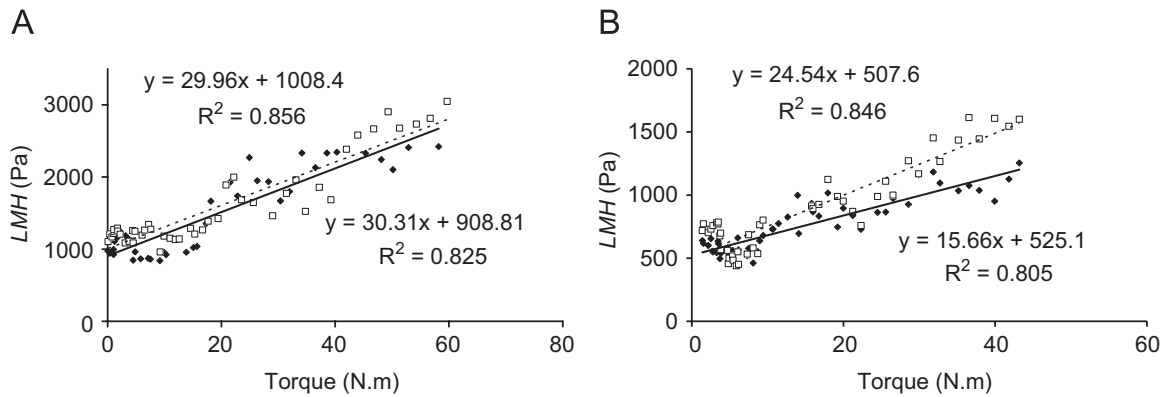 A
y = 29.96x + 1008.4
R² = 0.856
y = 30.31x + 908.81
R² = 0.825
LMH (Pa)
3000
2000
1000
0
0 20 40 60 80
Torque (N.m)
B
y = 24.54x + 507.6
R² = 0.846
y = 15.66x + 525.1
R² = 0.805
LMH (Pa)
2000
1500
1000
500
0
0 20 40 60
Torque (N.m)